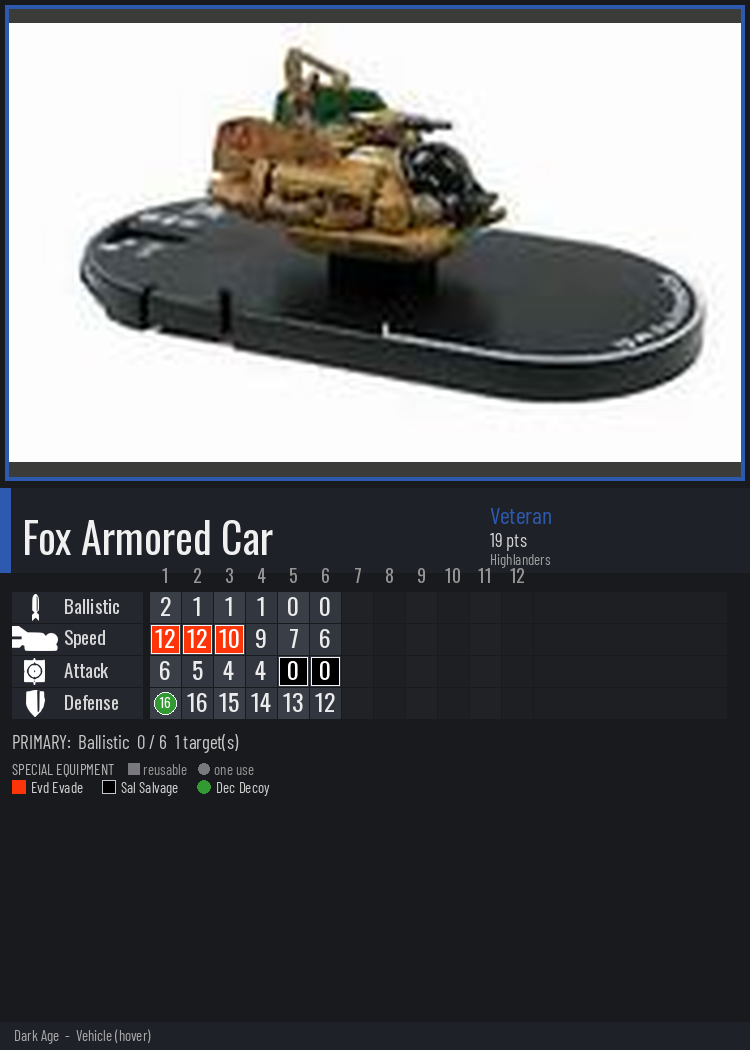 Fox Armored Car
Veteran
19 pts
Highlanders
1 2 3 4 5 6 7 8 9 10 11 12
Ballistic 2 1 1 1 0 0
Speed 12 12 10 9 7 6
Attack 6 5 4 4 0 0
Defense 16 16 15 14 13 12
PRIMARY: Ballistic 0 / 6 1 target(s)
SPECIAL EQUIPMENT reusable one use
Evd Evade Sal Salvage Dec Decoy
Dark Age - Vehicle (hover)